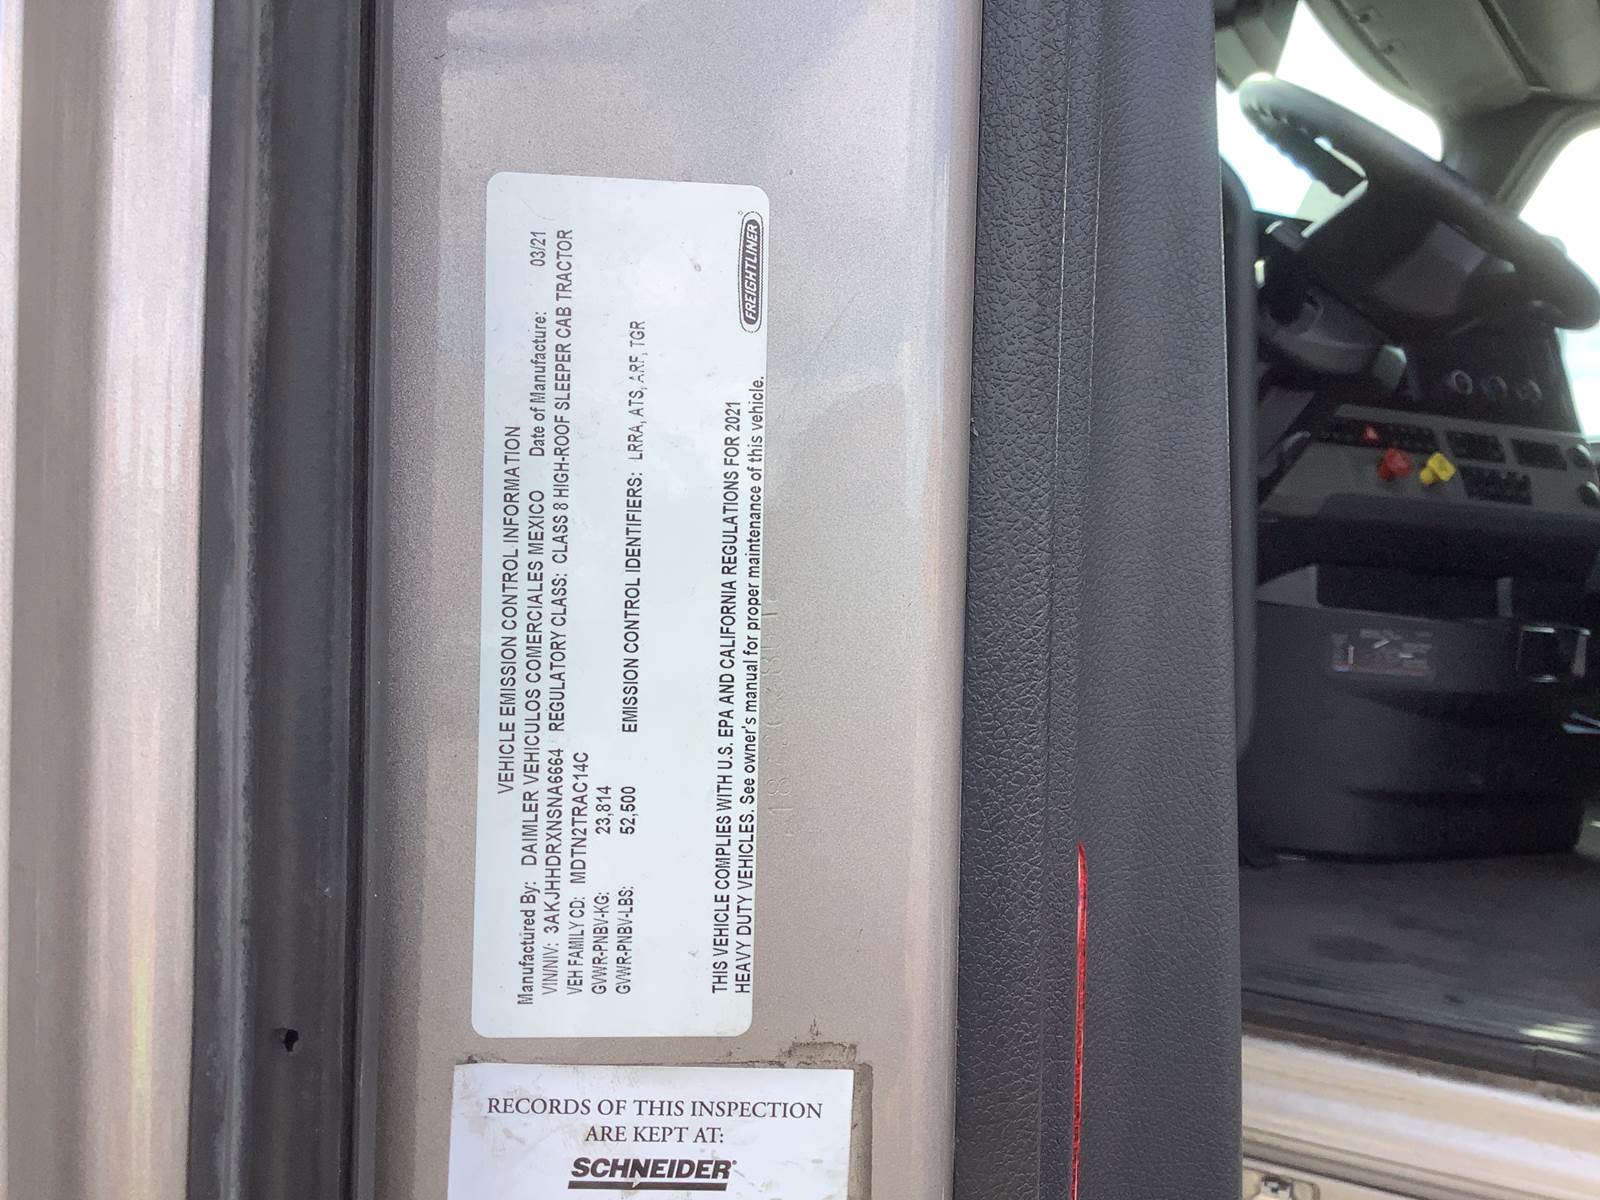 VEHICLE EMISSION CONTROL INFORMATION
Manufactured By: DAIMLER VEHICULOS COMERCIALES MEXICO Date of Manufacture: 03/21
VIN/NIV: 3AKJHHDRXNSNA6664 REGULATORY CLASS: CLASS 8 HIGH-ROOF SLEEPER CAB TRACTOR
VEH FAMILY CD: MDTN2TRAC14C
GVWR-PNBV-KG: 23,814
GVWR-PNBV-LBS: 52,500 EMISSION CONTROL IDENTIFIERS: LRRA, ATS, ARF, TGR
THIS VEHICLE COMPLIES WITH U.S. EPA AND CALIFORNIA REGULATIONS FOR 2021
HEAVY DUTY VEHICLES. See owner's manual for proper maintenance of this vehicle.
FREIGHTLINER
RECORDS OF THIS INSPECTION
ARE KEPT AT:
SCHNEIDER